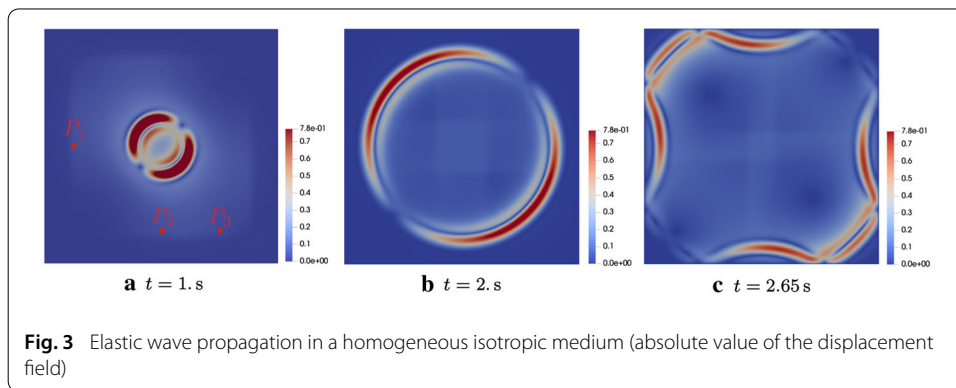 P₁
P₂ P₃
7.8e-01
0.7
0.6
0.5
0.4
0.3
0.2
0.1
0.0e+00
7.8e-01
0.7
0.6
0.5
0.4
0.3
0.2
0.1
0.0e+00
7.8e-01
0.7
0.6
0.5
0.4
0.3
0.2
0.1
0.0e+00
a t = 1. s
b t = 2. s
c t = 2.65 s
Fig. 3 Elastic wave propagation in a homogeneous isotropic medium (absolute value of the displacement
field)